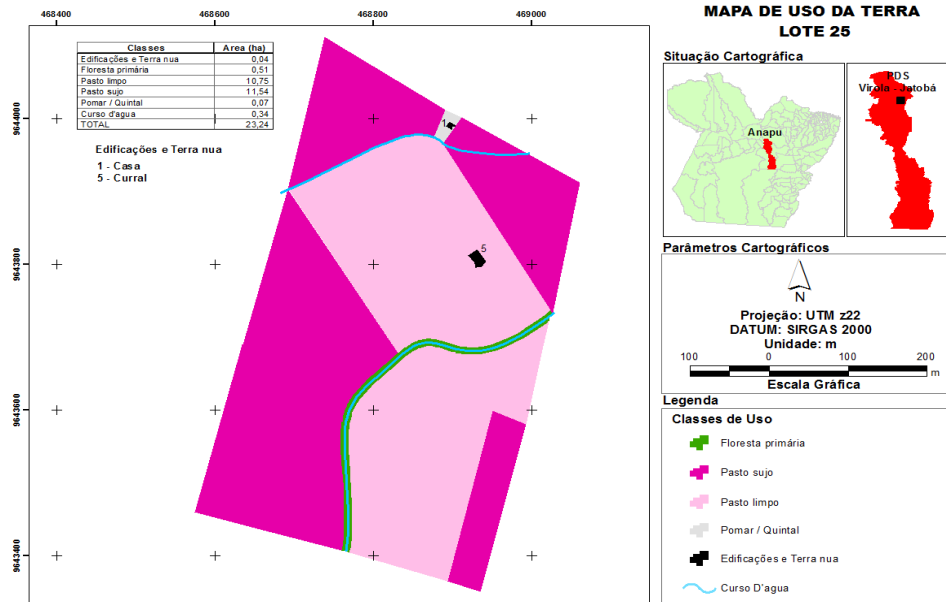 468400
468600
468800
469000
9644000
9643800
9643600
9643400
Classes Area (ha)
Edificações e Terra nua 0,04
Floresta primária 0,51
Pasto limpo 10,75
Pasto sujo 11,54
Pomar / Quintal 0,07
Curso d'agua 0,34
TOTAL 23,24
Edificações e Terra nua
1 - Casa
5 - Curral
1
5
MAPA DE USO DA TERRA
LOTE 25
Situação Cartográfica
Anapu
PDS
Virola - Jatobá
Parâmetros Cartográficos
N
Projeção: UTM z22
DATUM: SIRGAS 2000
Unidade: m
100 0 100 200
m
Escala Gráfica
Legenda
Classes de Uso
Floresta primária
Pasto sujo
Pasto limpo
Pomar / Quintal
Edificações e Terra nua
Curso D'agua